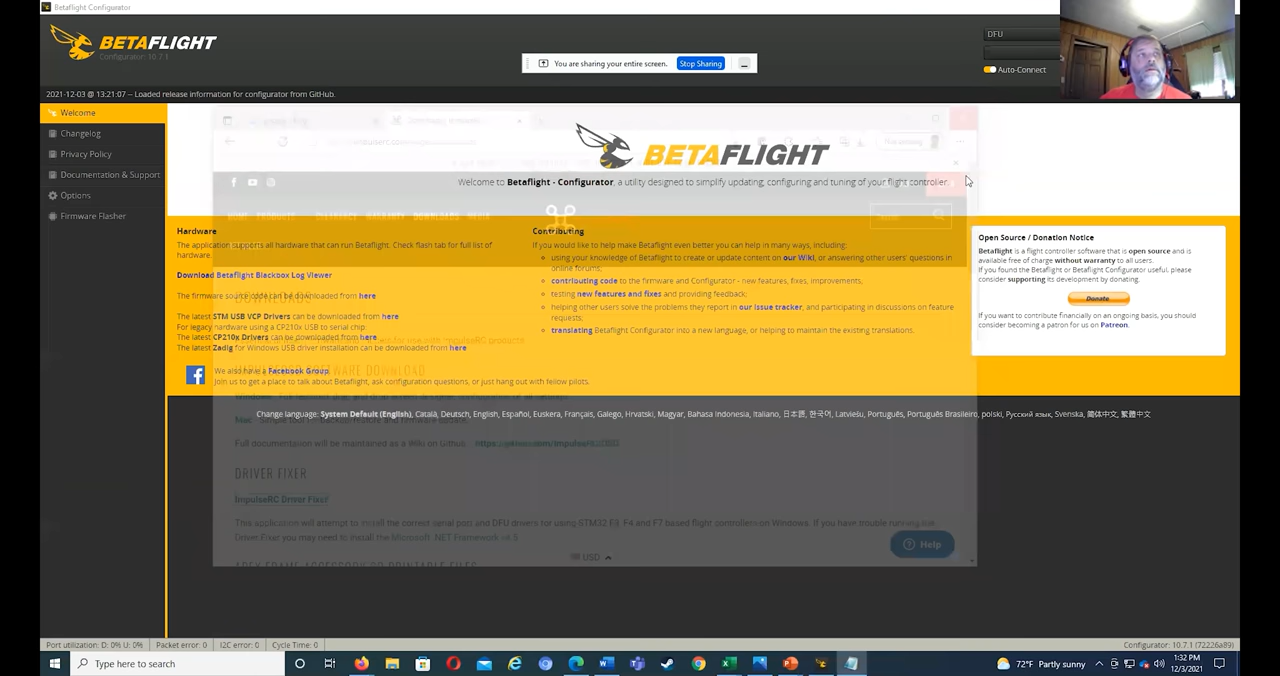 Betaflight Configurator
BETAFLIGHT
Configurator: 10.7.1
You are sharing your entire screen.
Stop Sharing
DFU
Auto-Connect
2021-12-03 @ 13:21:07 -- Loaded release information for configurator from GitHub.
Welcome
Changelog
Privacy Policy
Documentation & Support
Options
Firmware Flasher
BETAFLIGHT
Welcome to Betaflight - Configurator, a utility designed to simplify updating, configuring and tuning of your flight controller.
Hardware
The application supports all hardware that can run Betaflight. Check flash tab for full list of
hardware.
Download Betaflight Blackbox Log Viewer
The firmware source code can be downloaded from here
The latest STM USB VCP Drivers can be downloaded from here
For legacy hardware using a CP210x USB to serial chip:
The latest CP210x Drivers can be downloaded from here
The latest Zadig for Windows USB driver installation can be downloaded from here
We also have a Facebook Group.
Join us to get a place to talk about Betaflight, ask configuration questions, or just hang out with fellow pilots.
Contributing
If you would like to help make Betaflight even better you can help in many ways, including:
using your knowledge of Betaflight to create or update content on our Wiki, or answering other users' questions in
online forums;
contributing code to the firmware and Configurator - new features, fixes, improvements;
testing new features and fixes and providing feedback;
helping other users solve the problems they report in our issue tracker, and participating in discussions on feature
requests;
translating Betaflight Configurator into a new language, or helping to maintain the existing translations.
Open Source / Donation Notice
Betaflight is a flight controller software that is open source and is
available free of charge without warranty to all users.
If you found the Betaflight or Betaflight Configurator useful, please
consider supporting its development by donating.
Donate
If you want to contribute financially on an ongoing basis, you should
consider becoming a patron for us on Patreon.
Change language: System Default (English), Català, Deutsch, English, Español, Euskera, Français, Galego, Hrvatski, Magyar, Bahasa Indonesia, Italiano, 日本語, 한국어, Latviešu, Português, Português Brasileiro, polski, Русский язык, Svenska, 简体中文, 繁體中文
Full documentation will be maintained as a Wiki on Github
DRIVER FIXER
ImpulseRC Driver Fixer
This application will attempt to install the correct serial port and DFU drivers for using STM32 F3, F4 and F7 based flight controllers on Windows. If you have trouble running the
Driver Fixer you may need to install the Microsoft .NET Framework
USD
Help
Port utilization: D: 0% U: 0%
Packet error: 0
I2C error: 0
Cycle Time: 0
Configurator: 10.7.1 (72226a89)
Type here to search
72°F Partly sunny
1:32 PM
12/3/2021